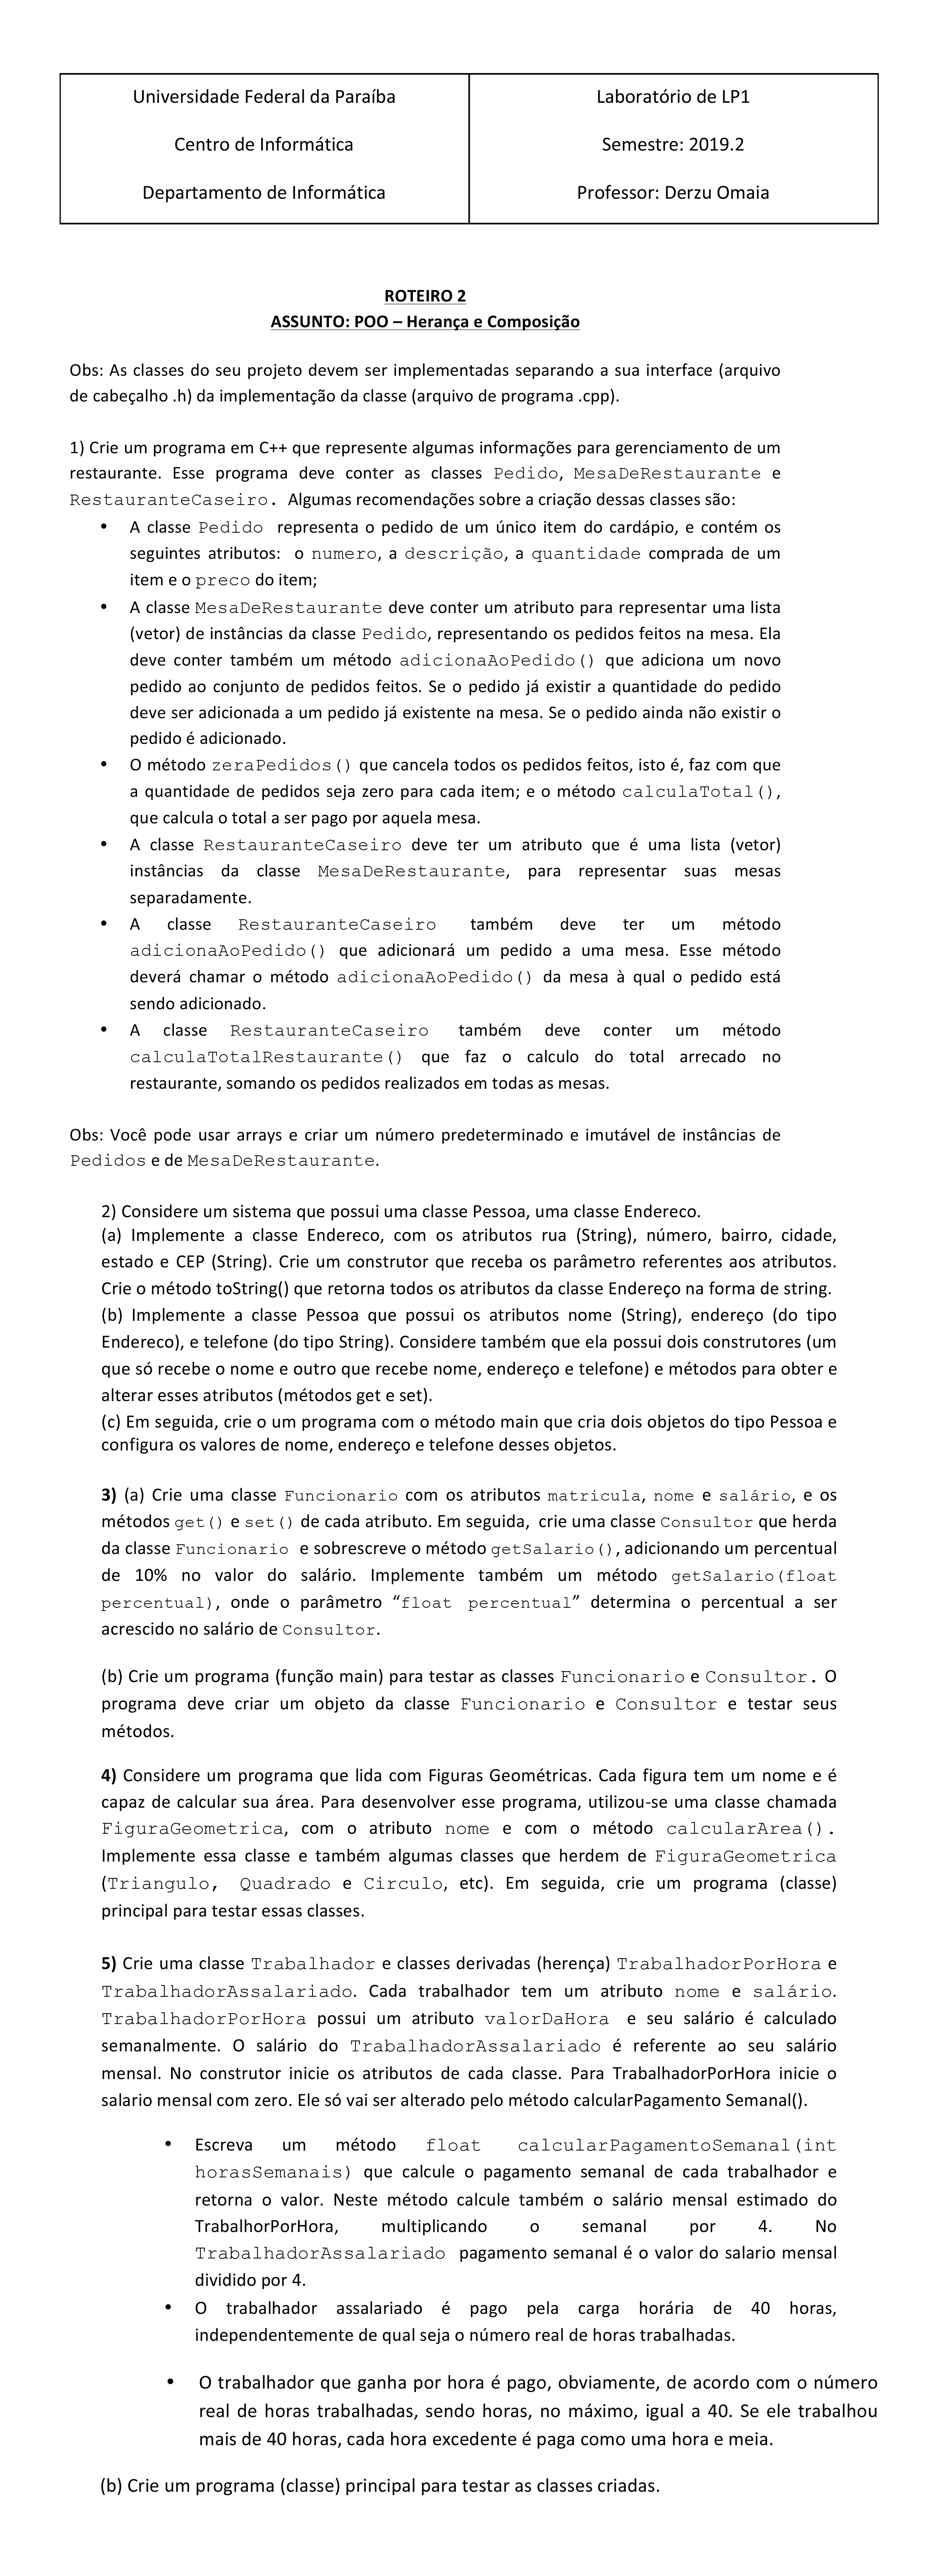 Universidade Federal da Paraíba
Centro de Informática
Departamento de Informática
Laboratório de LP1
Semestre: 2019.2
Professor: Derzu Omaia
ROTEIRO 2
ASSUNTO: POO – Herança e Composição
Obs: As classes do seu projeto devem ser implementadas separando a sua interface (arquivo
de cabeçalho .h) da implementação da classe (arquivo de programa .cpp).
1) Crie um programa em C++ que represente algumas informações para gerenciamento de um
restaurante. Esse programa deve conter as classes Pedido, MesaDeRestaurante e
RestauranteCaseiro. Algumas recomendações sobre a criação dessas classes são:
• A classe Pedido representa o pedido de um único item do cardápio, e contém os
seguintes atributos: o numero, a descrição, a quantidade comprada de um
item e o preco do item;
• A classe MesaDeRestaurante deve conter um atributo para representar uma lista
(vetor) de instâncias da classe Pedido, representando os pedidos feitos na mesa. Ela
deve conter também um método adicionaAoPedido() que adiciona um novo
pedido ao conjunto de pedidos feitos. Se o pedido já existir a quantidade do pedido
deve ser adicionada a um pedido já existente na mesa. Se o pedido ainda não existir o
pedido é adicionado.
• O método zeraPedidos() que cancela todos os pedidos feitos, isto é, faz com que
a quantidade de pedidos seja zero para cada item; e o método calculaTotal(),
que calcula o total a ser pago por aquela mesa.
• A classe RestauranteCaseiro deve ter um atributo que é uma lista (vetor)
instâncias da classe MesaDeRestaurante, para representar suas mesas
separadamente.
• A classe RestauranteCaseiro também deve ter um método
adicionaAoPedido() que adicionará um pedido a uma mesa. Esse método
deverá chamar o método adicionaAoPedido() da mesa à qual o pedido está
sendo adicionado.
• A classe RestauranteCaseiro também deve conter um método
calculaTotalRestaurante() que faz o calculo do total arrecado no
restaurante, somando os pedidos realizados em todas as mesas.
Obs: Você pode usar arrays e criar um número predeterminado e imutável de instâncias de
Pedidos e de MesaDeRestaurante.
2) Considere um sistema que possui uma classe Pessoa, uma classe Endereco.
(a) Implemente a classe Endereco, com os atributos rua (String), número, bairro, cidade,
estado e CEP (String). Crie um construtor que receba os parâmetro referentes aos atributos.
Crie o método toString() que retorna todos os atributos da classe Endereço na forma de string.
(b) Implemente a classe Pessoa que possui os atributos nome (String), endereço (do tipo
Endereco), e telefone (do tipo String). Considere também que ela possui dois construtores (um
que só recebe o nome e outro que recebe nome, endereço e telefone) e métodos para obter e
alterar esses atributos (métodos get e set).
(c) Em seguida, crie o um programa com o método main que cria dois objetos do tipo Pessoa e
configura os valores de nome, endereço e telefone desses objetos.
3) (a) Crie uma classe Funcionario com os atributos matricula, nome e salário, e os
métodos get() e set() de cada atributo. Em seguida, crie uma classe Consultor que herda
da classe Funcionario e sobrescreve o método getSalario(), adicionando um percentual
de 10% no valor do salário. Implemente também um método getSalario(float
percentual), onde o parâmetro “float percentual” determina o percentual a ser
acrescido no salário de Consultor.
(b) Crie um programa (função main) para testar as classes Funcionario e Consultor. O
programa deve criar um objeto da classe Funcionario e Consultor e testar seus
métodos.
4) Considere um programa que lida com Figuras Geométricas. Cada figura tem um nome e é
capaz de calcular sua área. Para desenvolver esse programa, utilizou-se uma classe chamada
FiguraGeometrica, com o atributo nome e com o método calcularArea().
Implemente essa classe e também algumas classes que herdem de FiguraGeometrica
(Triangulo, Quadrado e Circulo, etc). Em seguida, crie um programa (classe)
principal para testar essas classes.
5) Crie uma classe Trabalhador e classes derivadas (herença) TrabalhadorPorHora e
TrabalhadorAssalariado. Cada trabalhador tem um atributo nome e salário.
TrabalhadorPorHora possui um atributo valorDaHora e seu salário é calculado
semanalmente. O salário do TrabalhadorAssalariado é referente ao seu salário
mensal. No construtor inicie os atributos de cada classe. Para TrabalhadorPorHora inicie o
salario mensal com zero. Ele só vai ser alterado pelo método calcularPagamento Semanal().
• Escreva um método float calcularPagamentoSemanal(int
horasSemanais) que calcule o pagamento semanal de cada trabalhador e
retorna o valor. Neste método calcule também o salário mensal estimado do
TrabalhorPorHora, multiplicando o semanal por 4. No
TrabalhadorAssalariado pagamento semanal é o valor do salario mensal
dividido por 4.
• O trabalhador assalariado é pago pela carga horária de 40 horas,
independentemente de qual seja o número real de horas trabalhadas.
• O trabalhador que ganha por hora é pago, obviamente, de acordo com o número
real de horas trabalhadas, sendo horas, no máximo, igual a 40. Se ele trabalhou
mais de 40 horas, cada hora excedente é paga como uma hora e meia.
(b) Crie um programa (classe) principal para testar as classes criadas.